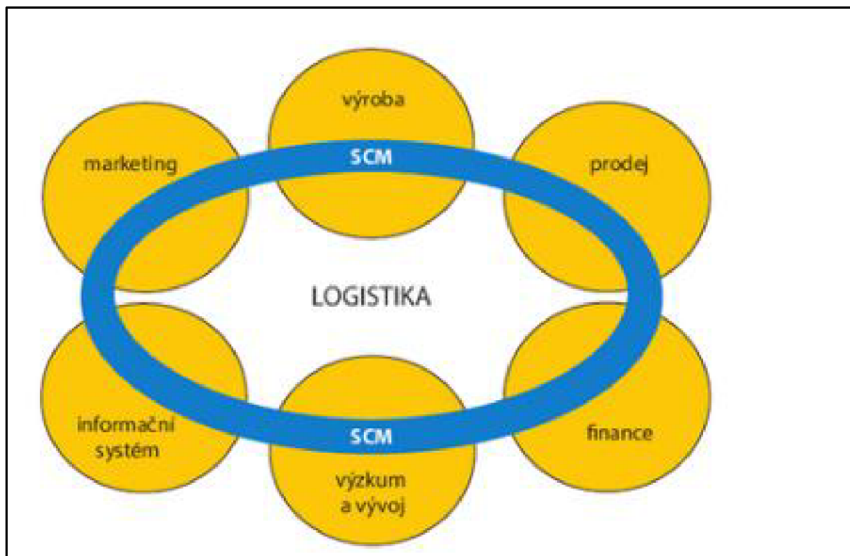 výroba
SCM
marketing
prodej
LOGISTIKA
informační
systém
SCM
finance
výzkum
a vývoj